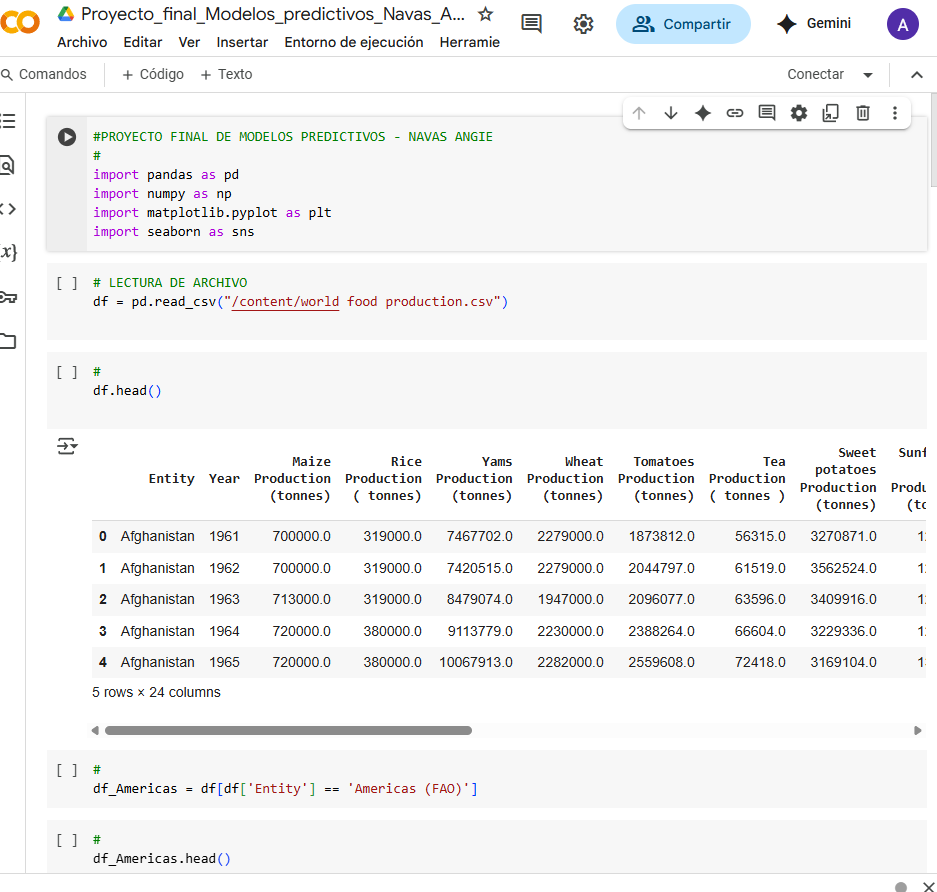 CO
Proyecto_final_Modelos_predictivos_Navas_A...
Compartir
Gemini
A
Archivo Editar Ver Insertar Entorno de ejecución Herramie
Comandos + Código + Texto Conectar
#PROYECTO FINAL DE MODELOS PREDICTIVOS - NAVAS ANGIE
#
import pandas as pd
import numpy as np
import matplotlib.pyplot as plt
import seaborn as sns
[ ] # LECTURA DE ARCHIVO
df = pd.read_csv("/content/world food production.csv")
[ ] #
df.head()
Entity Year Maize Production (tonnes) Rice Production ( tonnes) Yams Production (tonnes) Wheat Production (tonnes) Tomatoes Production (tonnes) Tea Production ( tonnes ) Sweet potatoes Production (tonnes) Sunf Produ (to
0 Afghanistan 1961 700000.0 319000.0 7467702.0 2279000.0 1873812.0 56315.0 3270871.0 1
1 Afghanistan 1962 700000.0 319000.0 7420515.0 2279000.0 2044797.0 61519.0 3562524.0 1
2 Afghanistan 1963 713000.0 319000.0 8479074.0 1947000.0 2096077.0 63596.0 3409916.0 1
3 Afghanistan 1964 720000.0 380000.0 9113779.0 2230000.0 2388264.0 66604.0 3229336.0 1
4 Afghanistan 1965 720000.0 380000.0 10067913.0 2282000.0 2559608.0 72418.0 3169104.0 1
5 rows × 24 columns
[ ] #
df_Americas = df[df['Entity'] == 'Americas (FAO)']
[ ] #
df_Americas.head()